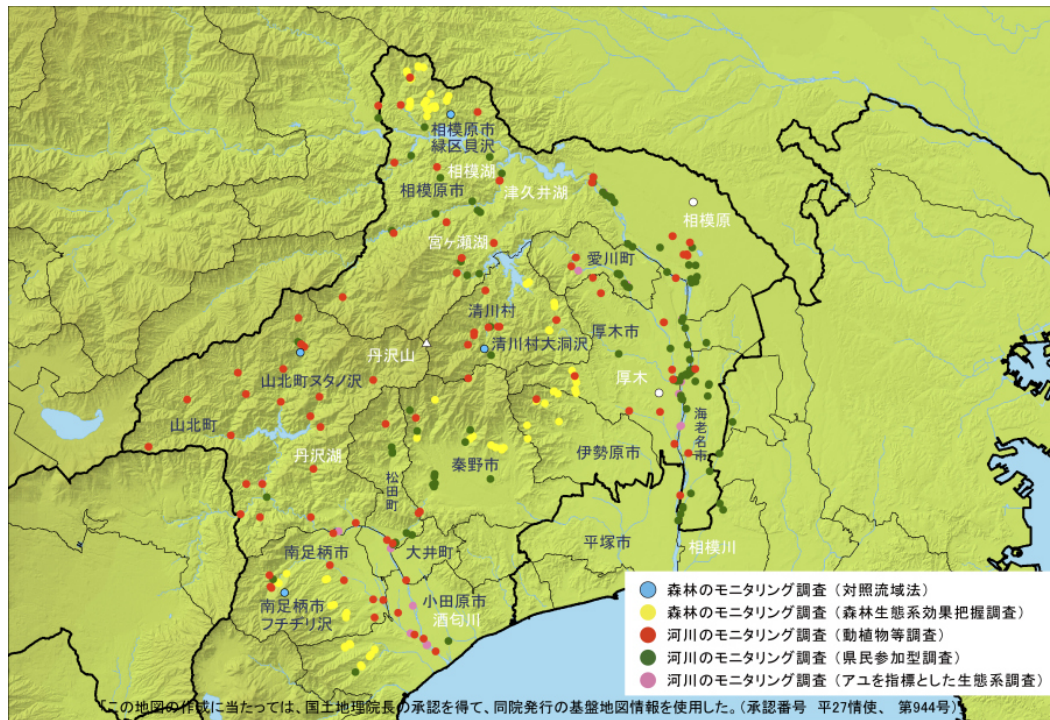 相模原市
緑区貝沢
相模湖
相模原市
津久井湖
相模原
宮ヶ瀬湖
愛川町
清川村
厚木市
清川村大洞沢
丹沢山
山北町ヌタノ沢
厚木
山北町
海老名市
丹沢湖
伊勢原市
秦野市
松田町
南足柄市
大井町
平塚市
相模川
南足柄市
フチヂリ沢
小田原市
酒匂川
森林のモニタリング調査（対照流域法）
森林のモニタリング調査（森林生態系効果把握調査）
河川のモニタリング調査（動植物等調査）
河川のモニタリング調査（県民参加型調査）
河川のモニタリング調査（アユを指標とした生態系調査）
「この地図の作成に当たっては、国土地理院長の承認を得て、同院発行の基盤地図情報を使用した。（承認番号　平27情使、　第944号）」